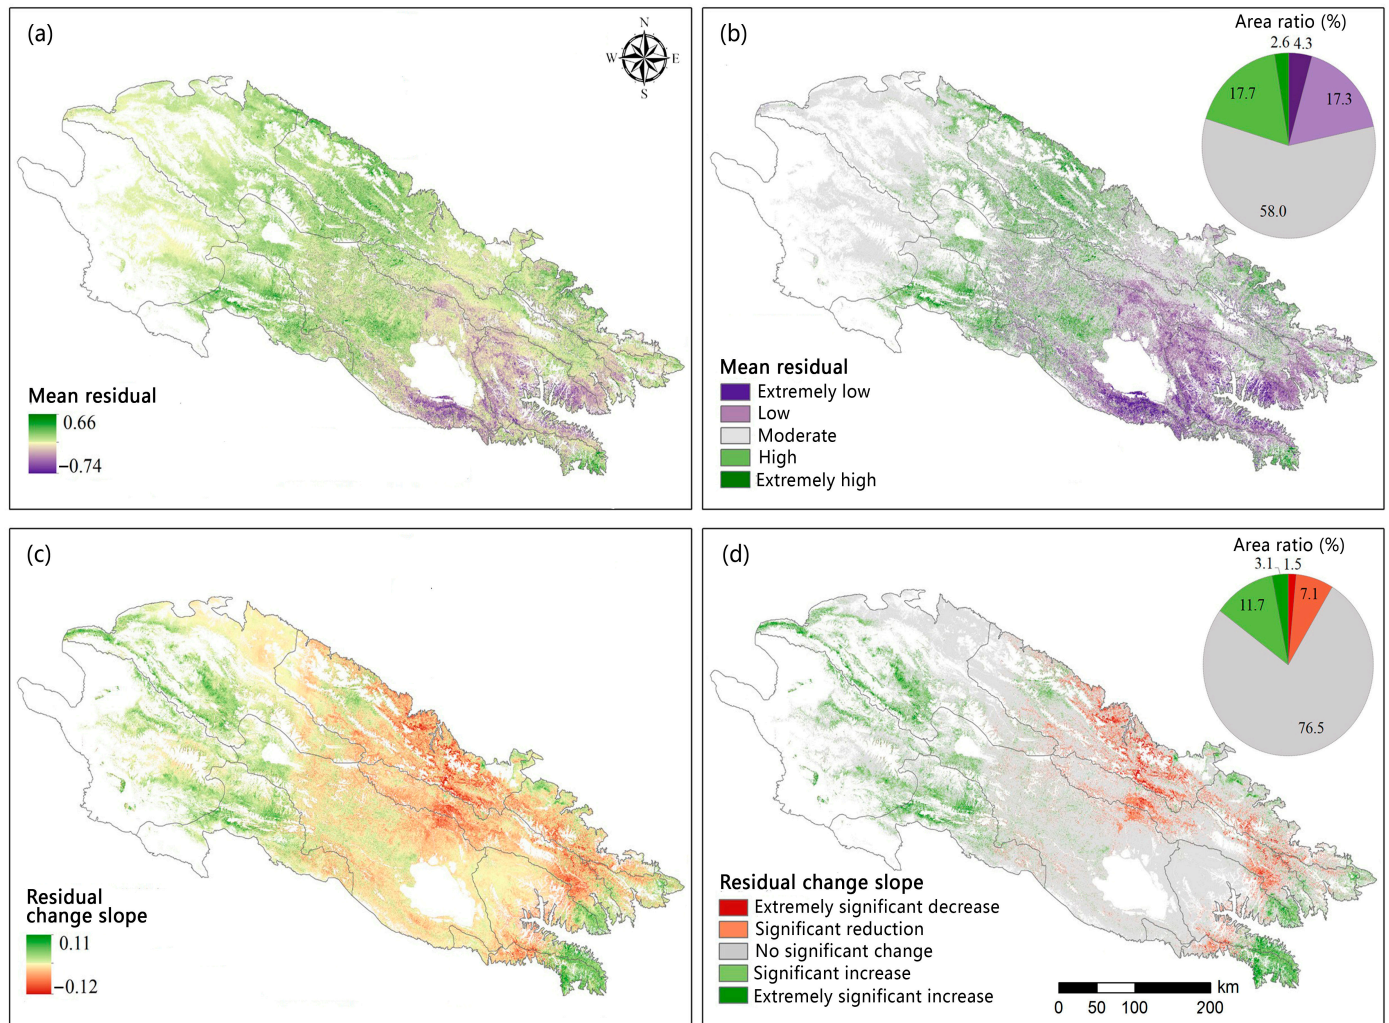 (a)
N
W E
S
Mean residual
0.66
−0.74
(b)
Area ratio (%)
2.6 4.3
17.7
17.3
58.0
Mean residual
Extremely low
Low
Moderate
High
Extremely high
(c)
Residual
change slope
0.11
−0.12
(d)
Area ratio (%)
3.1 1.5
11.7
7.1
76.5
Residual change slope
Extremely significant decrease
Significant reduction
No significant change
Significant increase
Extremely significant increase
km
0 50 100 200